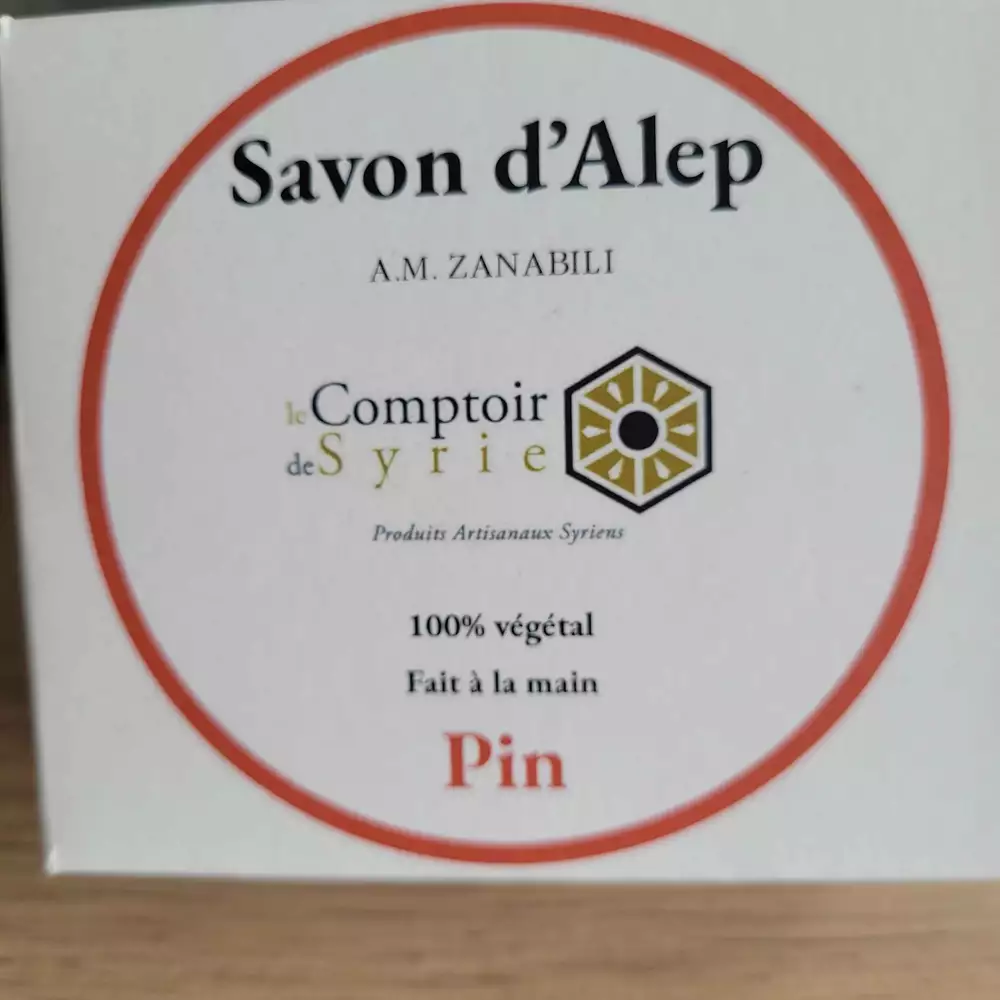 Savon d'Alep
A.M. ZANABILI
le Comptoir
de Syrie
Produits Artisanaux Syriens
100% végétal
Fait à la main
Pin